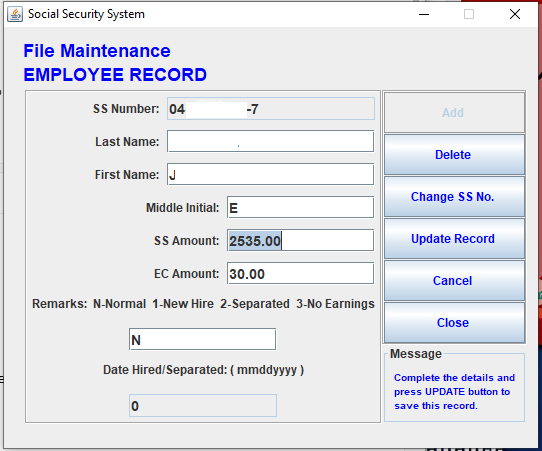 Social Security System
File Maintenance
EMPLOYEE RECORD
SS Number: 04 -7
Last Name:
First Name: J
Middle Initial: E
SS Amount: 2535.00
EC Amount: 30.00
Remarks: N-Normal 1-New Hire 2-Separated 3-No Earnings
N
Date Hired/Separated: ( mmddyyyy )
0
Add
Delete
Change SS No.
Update Record
Cancel
Close
Message
Complete the details and
press UPDATE button to
save this record.